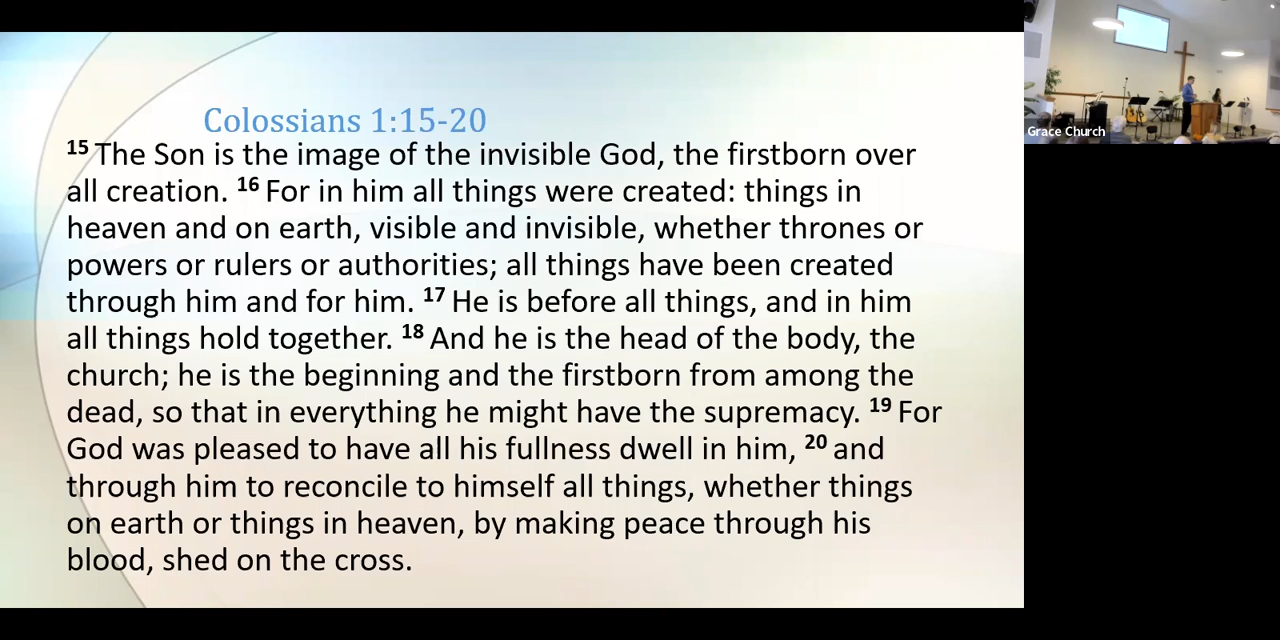 Colossians 1:15-20
15 The Son is the image of the invisible God, the firstborn over
all creation. 16 For in him all things were created: things in
heaven and on earth, visible and invisible, whether thrones or
powers or rulers or authorities; all things have been created
through him and for him. 17 He is before all things, and in him
all things hold together. 18 And he is the head of the body, the
church; he is the beginning and the firstborn from among the
dead, so that in everything he might have the supremacy. 19 For
God was pleased to have all his fullness dwell in him, 20 and
through him to reconcile to himself all things, whether things
on earth or things in heaven, by making peace through his
blood, shed on the cross.
Grace Church